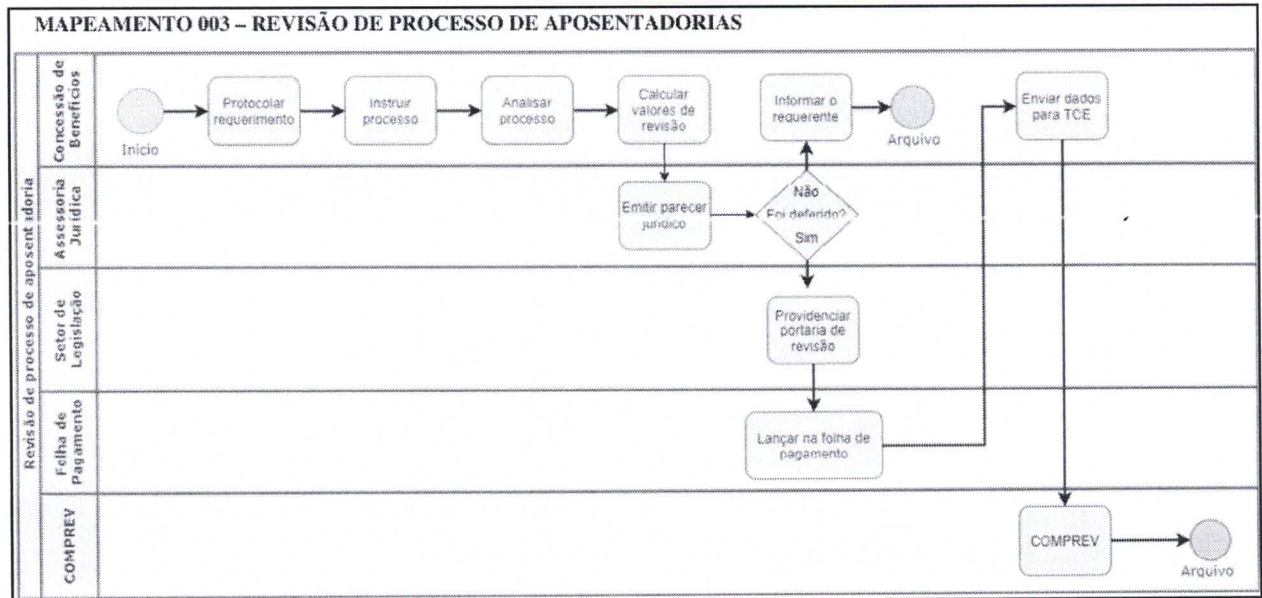 MAPEAMENTO 003 – REVISÃO DE PROCESSO DE APOSENTADORIAS
Revisão de processo de aposentadoria
Concessão de
Benefícios
Início
Protocolar
requerimento
Instruir
processo
Analisar
processo
Calcular
valores de
revisão
Informar o
requerente
Arquivo
Enviar dados
para TCE
Assessoria
Jurídica
Emitir parecer
jurídico
Não
Foi deferido?
Sim
Setor de
Legislação
Providenciar
portaria de
revisão
Folha de
Pagamento
Lançar na folha de
pagamento
COMPREV
COMPREV
Arquivo